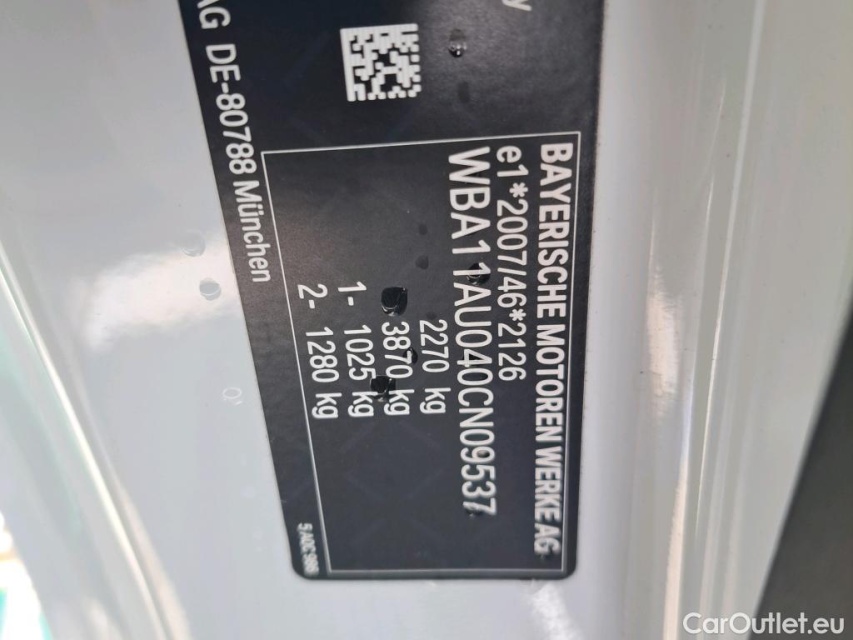 AG DE-80788 München
BAYERISCHE MOTOREN WERKE AG
e1*2007/46*2126
WBA11AU040CN09537
2270 kg
3870 kg
1- 1025 kg
2- 1280 kg
CarOutlet.eu